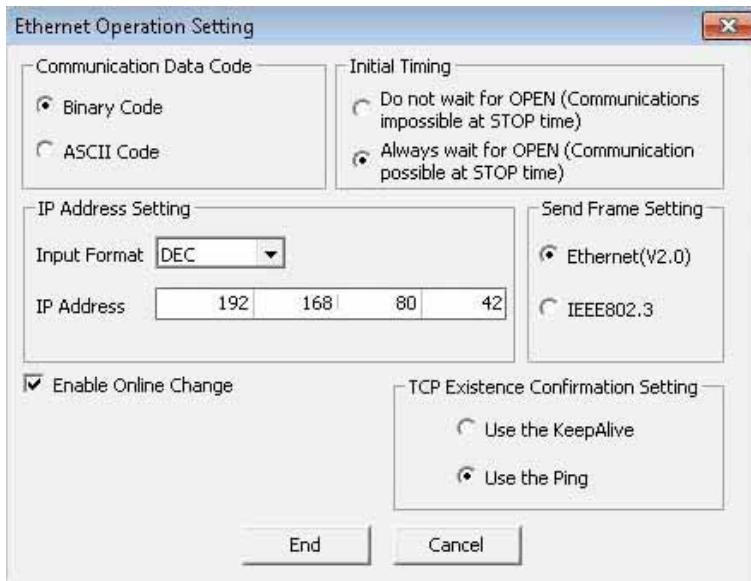 Ethernet Operation Setting
Communication Data Code
Binary Code
ASCII Code
Initial Timing
Do not wait for OPEN (Communications
impossible at STOP time)
Always wait for OPEN (Communication
possible at STOP time)
IP Address Setting
Input Format DEC
IP Address 192 168 80 42
Send Frame Setting
Ethernet(V2.0)
IEEE802.3
Enable Online Change
TCP Existence Confirmation Setting
Use the KeepAlive
Use the Ping
End Cancel